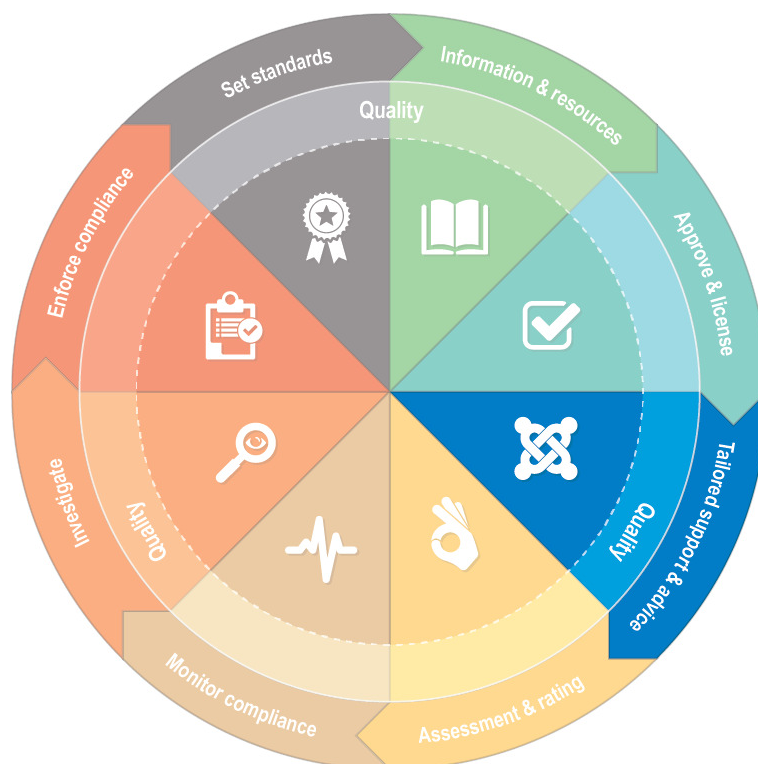 Set standards
Information & resources
Approve & license
Tailored support & advice
Assessment & rating
Monitor compliance
Investigate
Enforce compliance
Quality
Quality
Quality